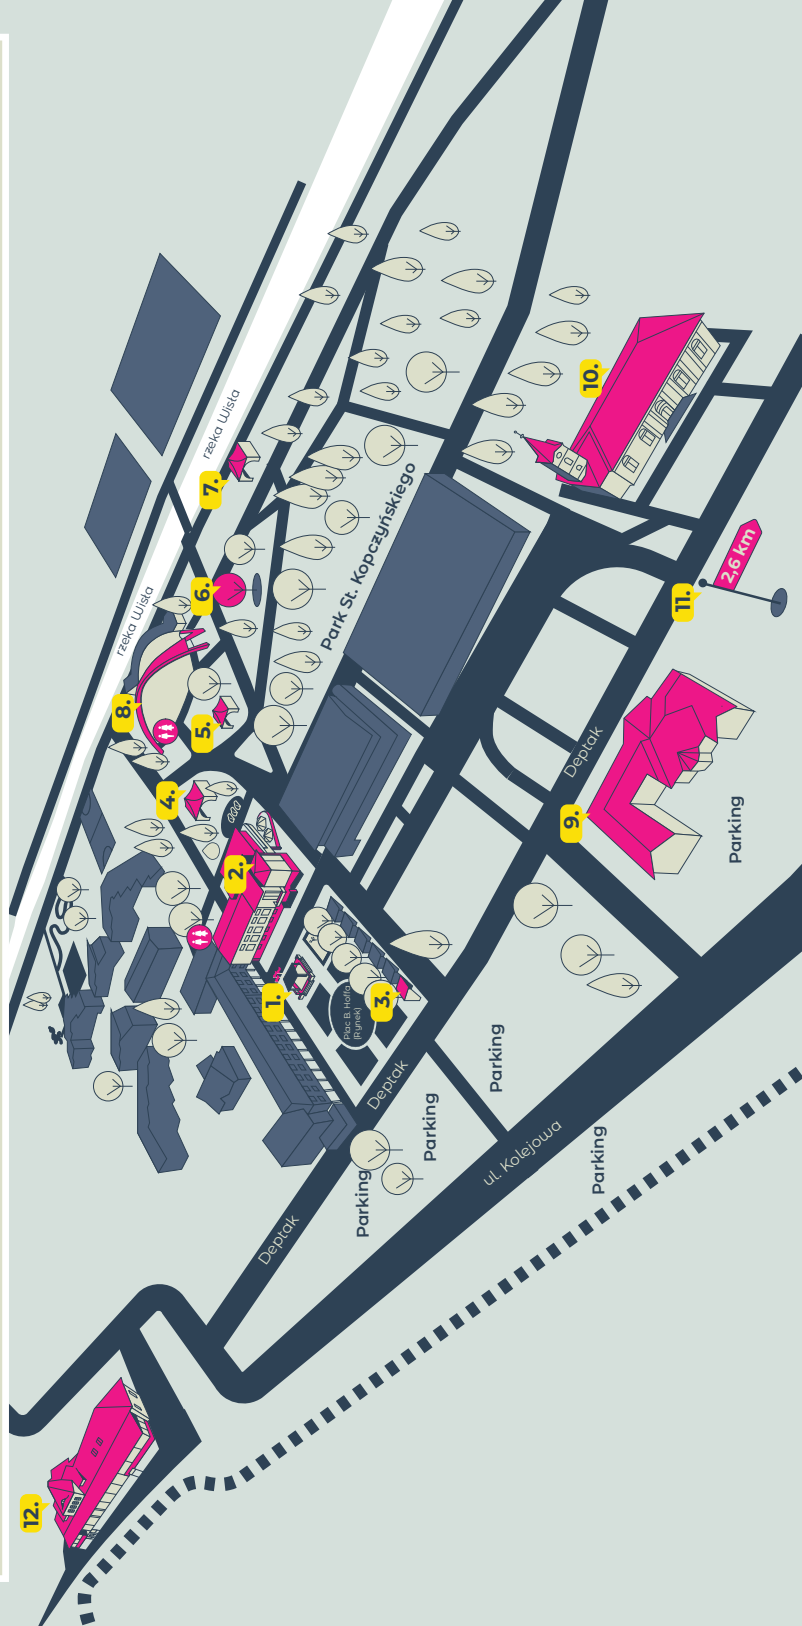 rzeka Wisła
rzeka Wisła
Park St. Kopczyńskiego
7.
6.
8.
5.
4.
2.
1.
3.
10.
11.
2,6 km
9.
12.
Plac B. Hoffa
(Rynek)
Deptak
Deptak
Deptak
ul. Kolejowa
Parking
Parking
Parking
Parking
Parking